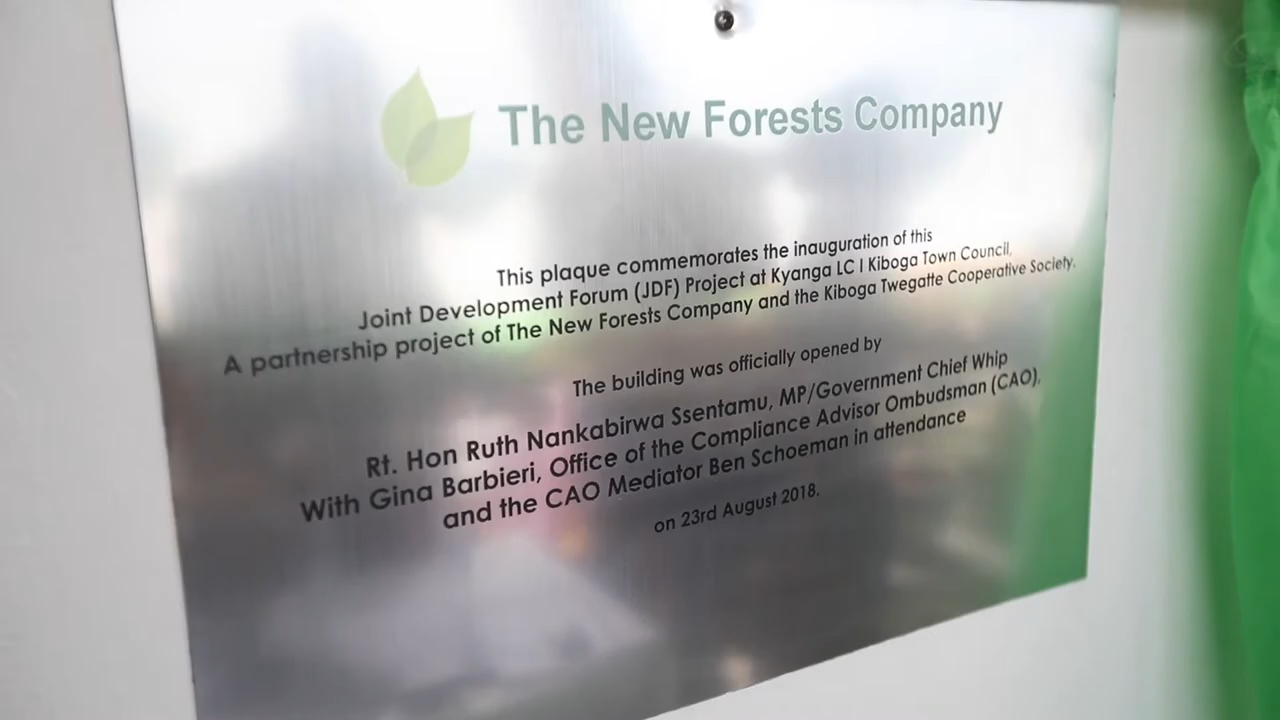 The New Forests Company
This plaque commemorates the inauguration of this
Joint Development Forum (JDF) Project at Kyanga LC I Kiboga Town Council,
A partnership project of The New Forests Company and the Kiboga Twegatte Cooperative Society.
The building was officially opened by
Rt. Hon Ruth Nankabirwa Ssentamu, MP/Government Chief Whip
With Gina Barbieri, Office of the Compliance Advisor Ombudsman (CAO),
and the CAO Mediator Ben Schoeman in attendance
on 23rd August 2018.